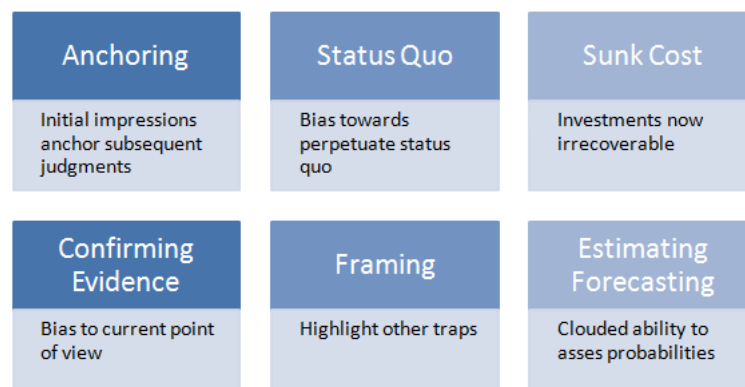 Anchoring
Initial impressions
anchor subsequent
judgments
Status Quo
Bias towards
perpetuate status
quo
Sunk Cost
Investments now
irrecoverable
Confirming
Evidence
Bias to current point
of view
Framing
Highlight other traps
Estimating
Forecasting
Clouded ability to
asses probabilities